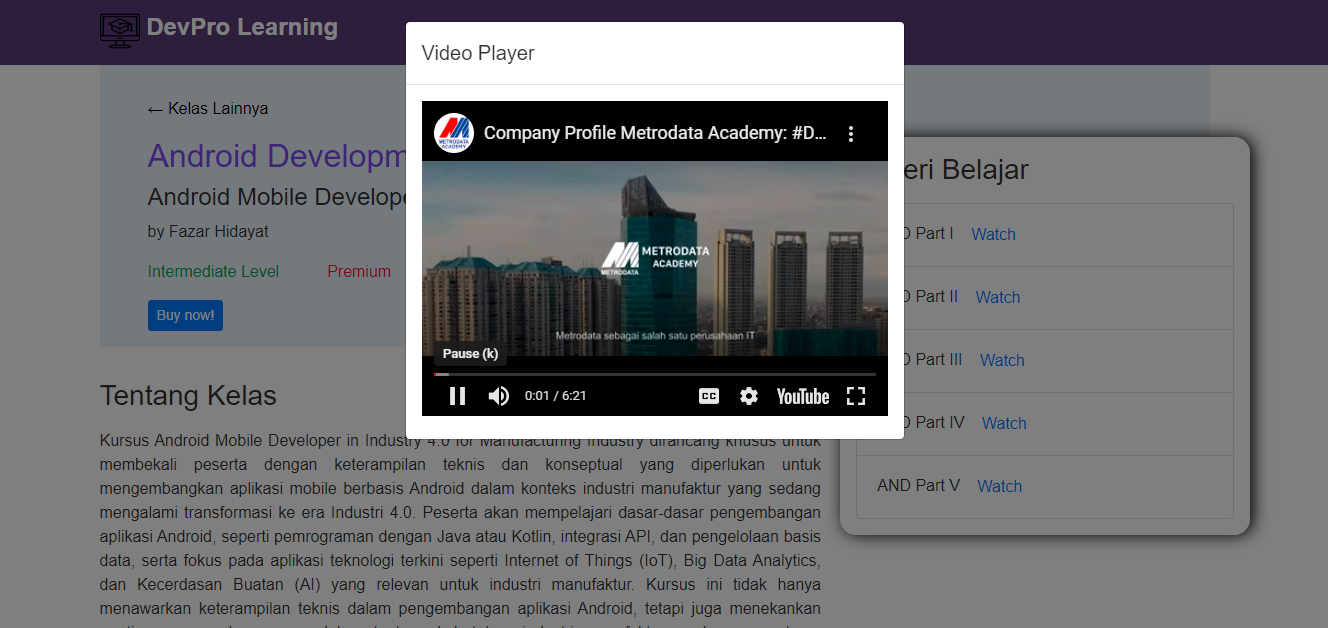 DevPro Learning
Video Player
← Kelas Lainnya
Android Developm
Android Mobile Develope
by Fazar Hidayat
Intermediate Level Premium
Buy now!
METRODATA ACADEMY
Company Profile Metrodata Academy: #D...
METRODATA
ACADEMY
METRODATA
Metrodata sebagai salah satu perusahaan IT
Pause (k)
0:01 / 6:21
CC
YouTube
eri Belajar
D Part I Watch
D Part II Watch
D Part III Watch
D Part IV Watch
AND Part V Watch
Tentang Kelas
Kursus Android Mobile Developer in Industry 4.0 for Manufacturing Industry dirancang khusus untuk
membekali peserta dengan keterampilan teknis dan konseptual yang diperlukan untuk
mengembangkan aplikasi mobile berbasis Android dalam konteks industri manufaktur yang sedang
mengalami transformasi ke era Industri 4.0. Peserta akan mempelajari dasar-dasar pengembangan
aplikasi Android, seperti pemrograman dengan Java atau Kotlin, integrasi API, dan pengelolaan basis
data, serta fokus pada aplikasi teknologi terkini seperti Internet of Things (IoT), Big Data Analytics,
dan Kecerdasan Buatan (AI) yang relevan untuk industri manufaktur. Kursus ini tidak hanya
menawarkan keterampilan teknis dalam pengembangan aplikasi Android, tetapi juga menekankan